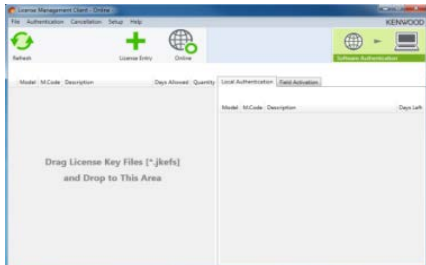 License Management Client - Online
File Authentication Cancellation Setup Help
KENWOOD
Refresh
License Entry
Online
Software Authentication
Model M.Code Description Days Allowed Quantity
Local Authentication Field Activation
Model M.Code Description Days Left
Drag License Key Files [*.jkefs]
and Drop to This Area